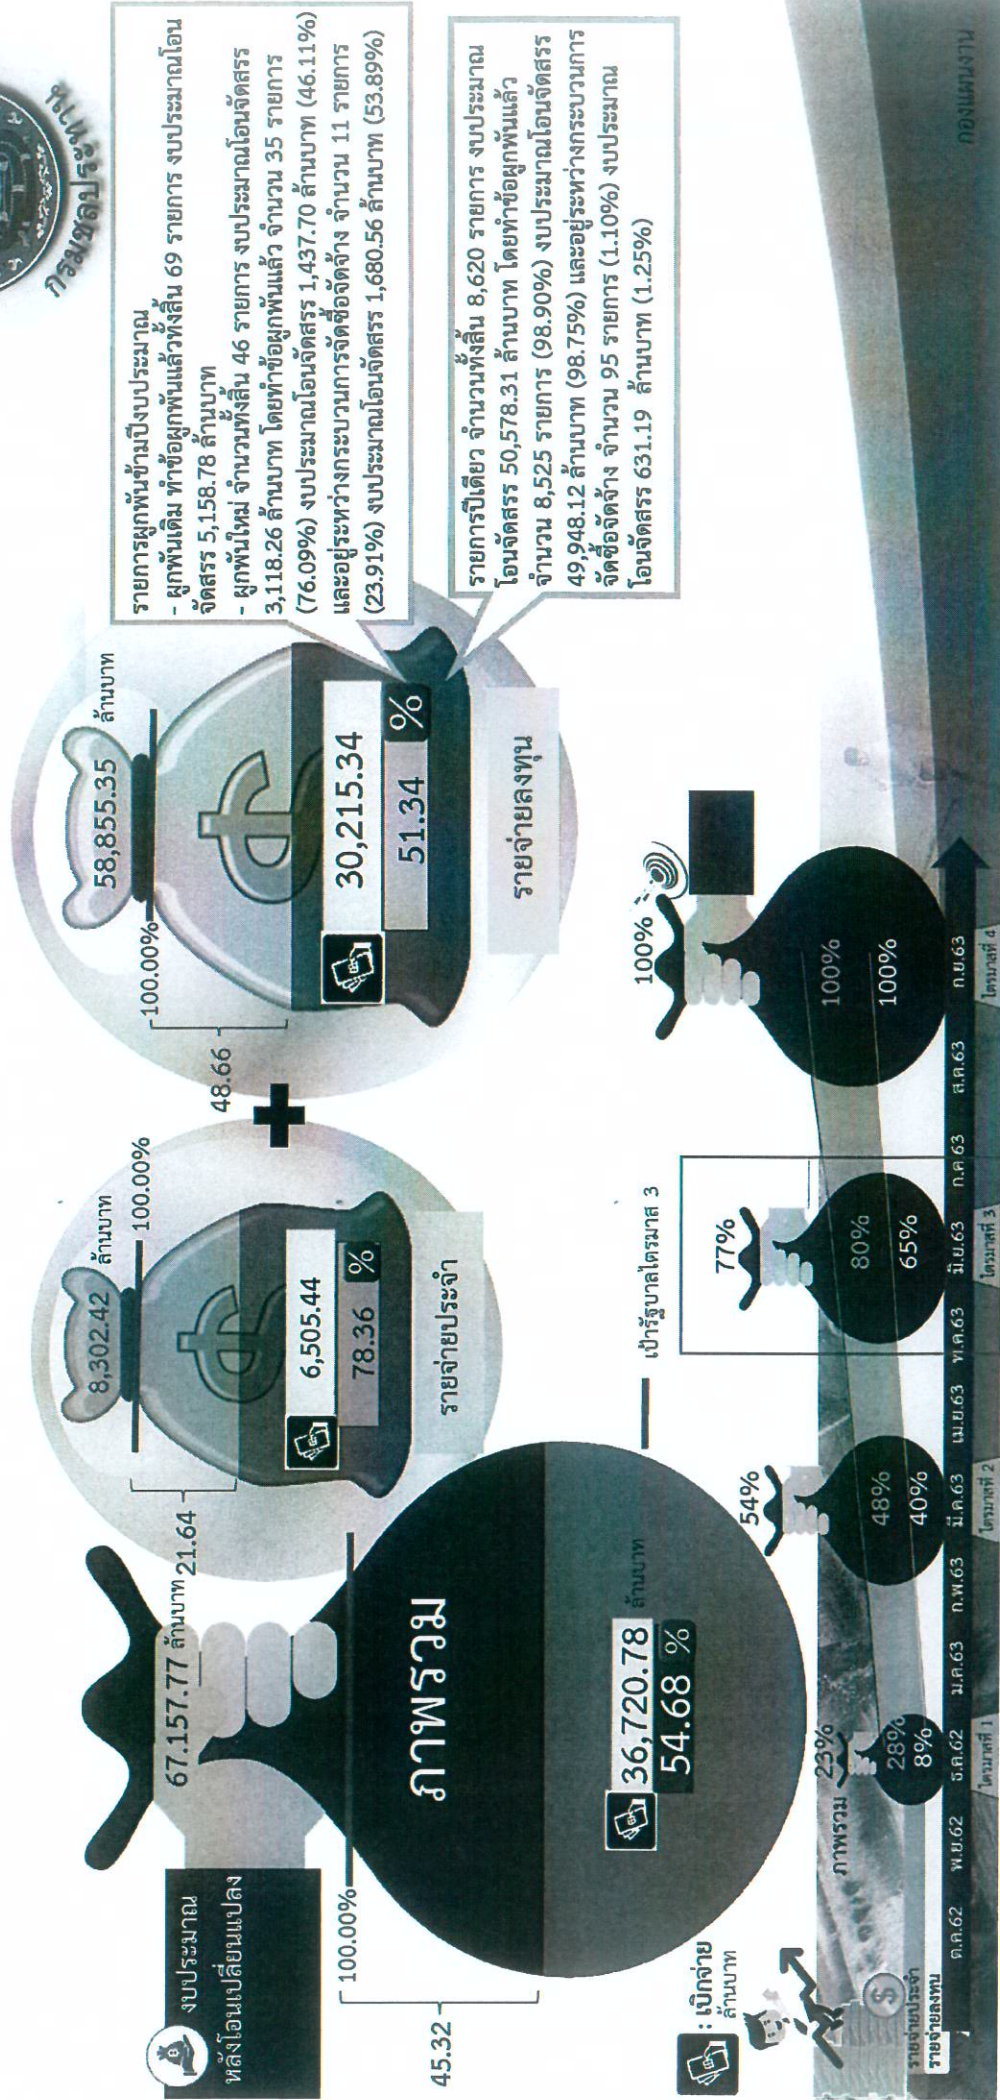 กรมชลประทาน
งบประมาณ
หลังโอนเปลี่ยนแปลง
67.157.77 ล้านบาท
100.00%
45.32
ภาพรวม
36,720.78 ล้านบาท
54.68 %
8,302.42
ล้านบาท
100.00%
21.64
6,505.44
78.36 %
รายจ่ายประจำ
58,855.35
ล้านบาท
100.00%
48.66
30,215.34
51.34 %
รายจ่ายลงทุน
รายการผูกพันข้ามปีงบประมาณ
- ผูกพันเดิม ทำข้อผูกพันแล้วทั้งสิ้น 69 รายการ งบประมาณโอน
จัดสรร 5,158.78 ล้านบาท
- ผูกพันใหม่ จำนวนทั้งสิ้น 46 รายการ งบประมาณโอนจัดสรร
3,118.26 ล้านบาท โดยทำข้อผูกพันแล้ว จำนวน 35 รายการ
(76.09%) งบประมาณโอนจัดสรร 1,437.70 ล้านบาท (46.11%)
และอยู่ระหว่างกระบวนการจัดซื้อจัดจ้าง จำนวน 11 รายการ
(23.91%) งบประมาณโอนจัดสรร 1,680.56 ล้านบาท (53.89%)
รายการปีเดียว จำนวนทั้งสิ้น 8,620 รายการ งบประมาณ
โอนจัดสรร 50,578.31 ล้านบาท โดยทำข้อผูกพันแล้ว
จำนวน 8,525 รายการ (98.90%) งบประมาณโอนจัดสรร
49,948.12 ล้านบาท (98.75%) และอยู่ระหว่างกระบวนการ
จัดซื้อจัดจ้าง จำนวน 95 รายการ (1.10%) งบประมาณ
โอนจัดสรร 631.19 ล้านบาท (1.25%)
: เบิกจ่าย
ล้านบาท
เป้ารัฐบาลไตรมาส 3
ภาพรวม 23%
28%
8%
54%
48%
40%
77%
80%
65%
100%
100%
100%
รายจ่ายประจำ
รายจ่ายลงทุน
ต.ค.62 พ.ย.62 ธ.ค.62 ม.ค.63 ก.พ.63 มี.ค.63 เม.ย.63 พ.ค.63 มิ.ย.63 ก.ค.63 ส.ค.63 ก.ย.63
ไตรมาสที่ 1 ไตรมาสที่ 2 ไตรมาสที่ 3 ไตรมาสที่ 4
กองแผนงาน